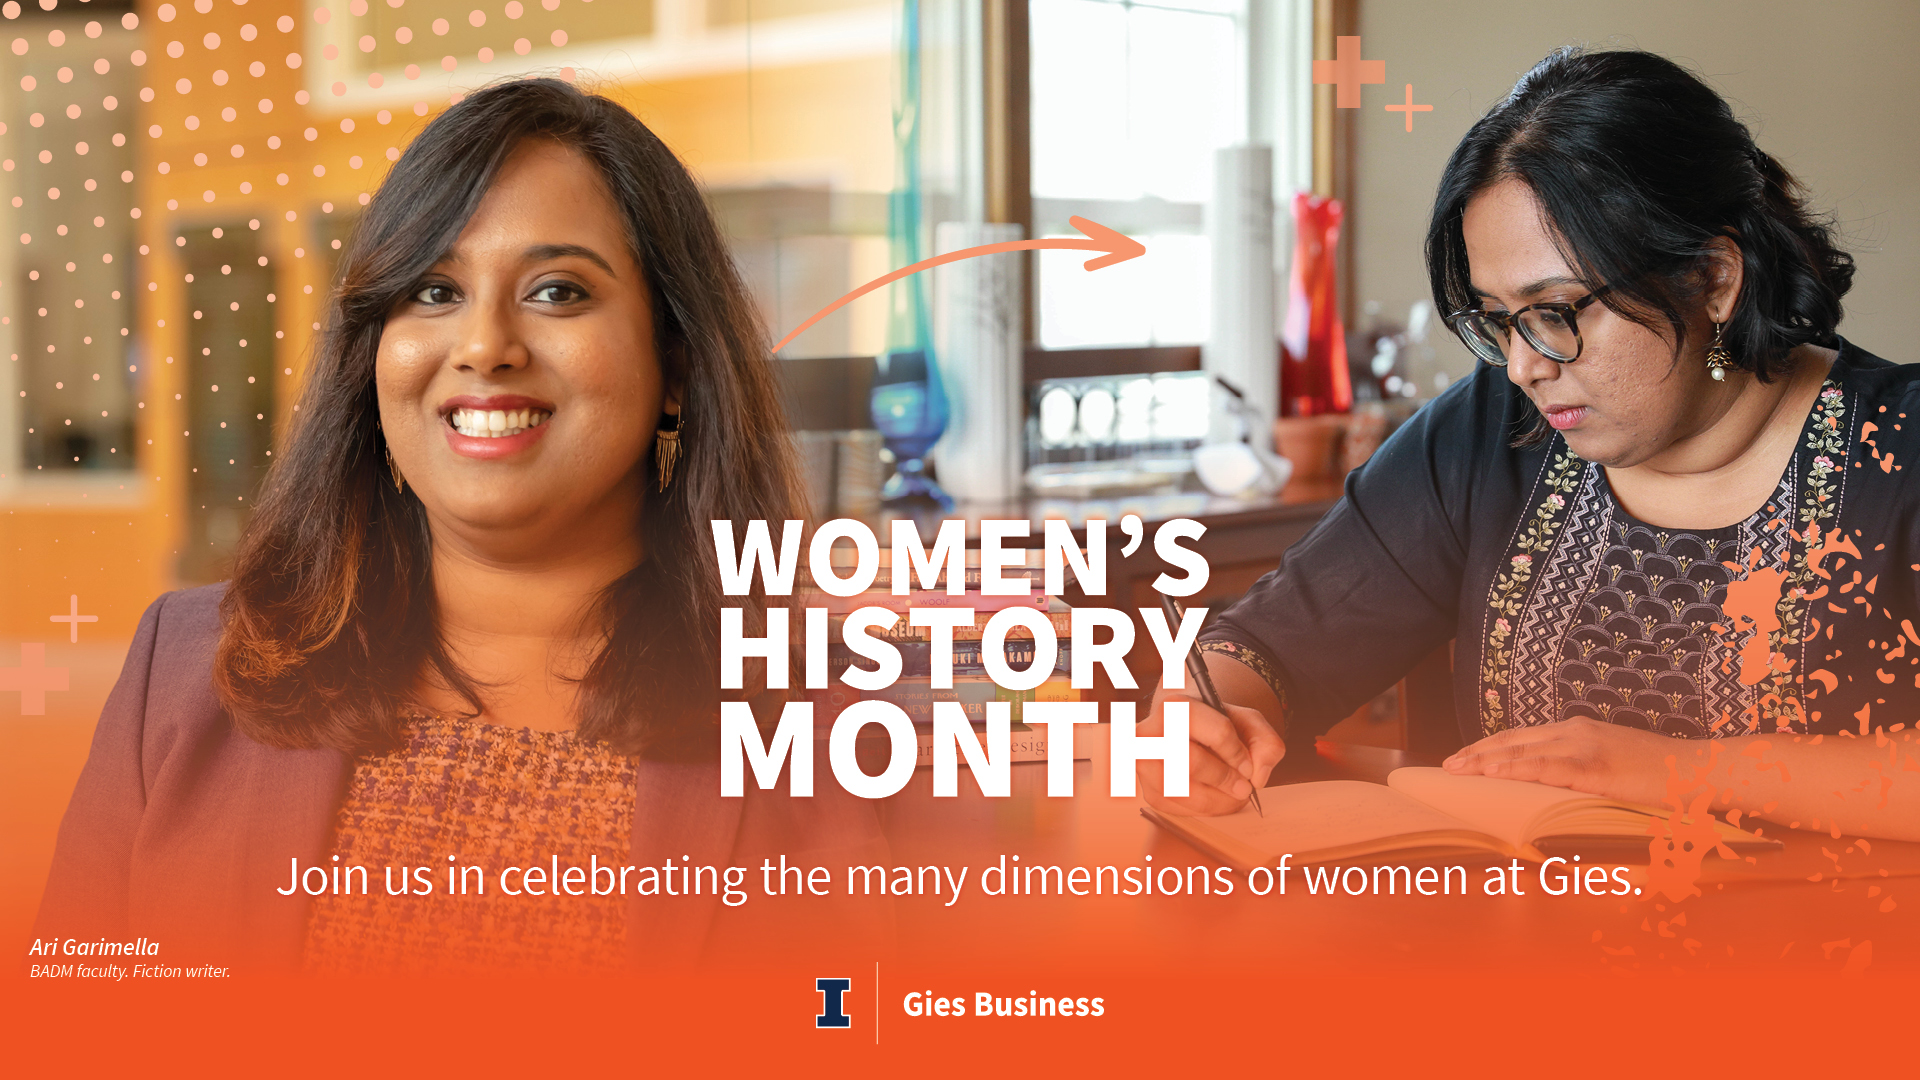 WOMEN'S
HISTORY
MONTH
WOOLF
Join us in celebrating the many dimensions of women at Gies.
Ari Garimella
BADM faculty. Fiction writer.
I
Gies Business